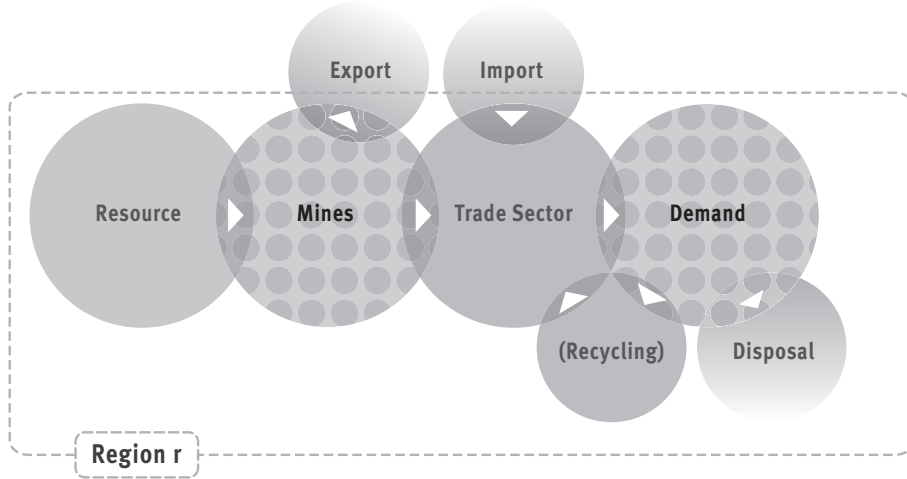 Export
Import
Resource
Mines
Trade Sector
Demand
(Recycling)
Disposal
Region r